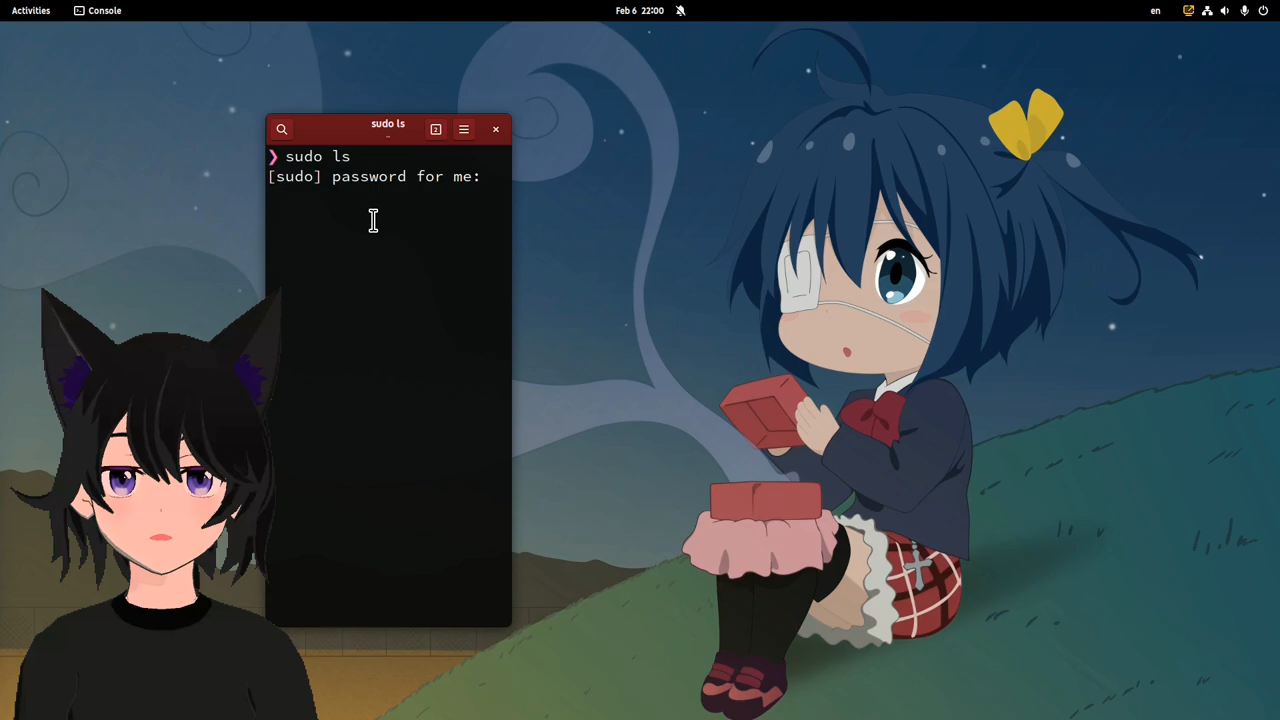 Activities
Console
Feb 6 22:00
en
sudo ls
~
❯ sudo ls
[sudo] password for me: